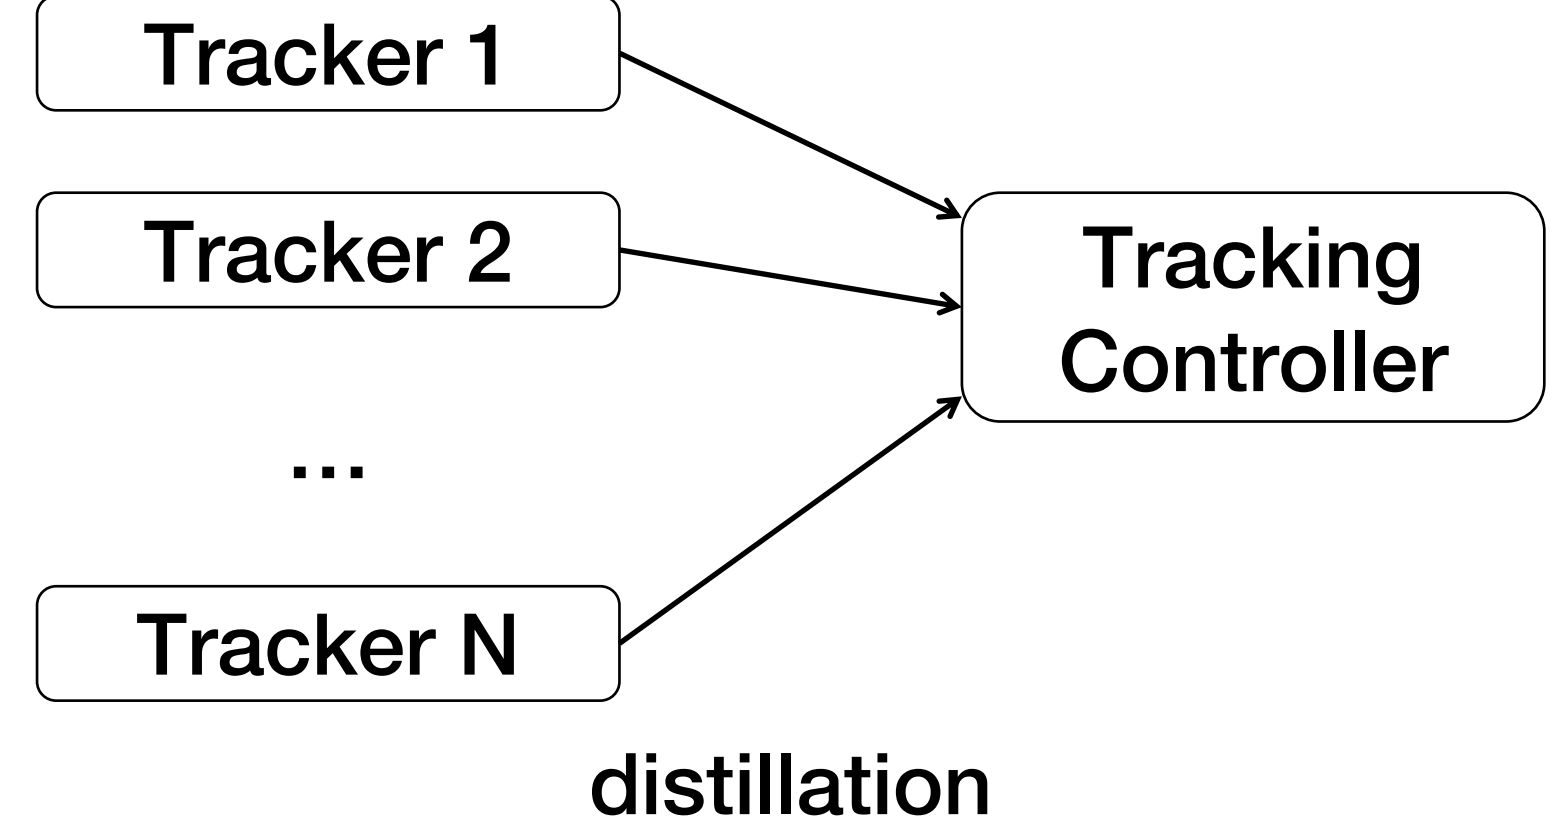 Tracker 1
Tracker 2
Tracking
Controller
...
Tracker N
distillation